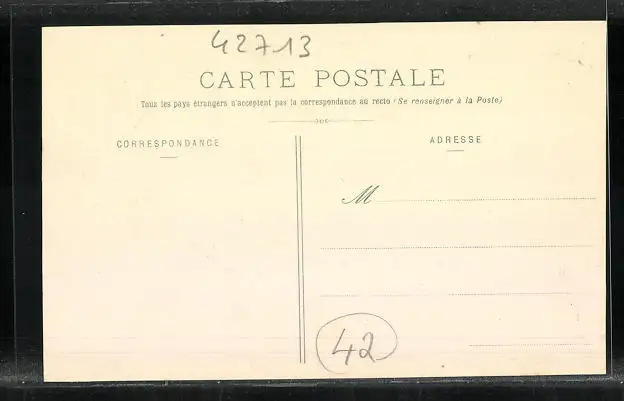 42713
CARTE POSTALE
Tous les pays étrangers n'acceptent pas la correspondance au recto (Se renseigner à la Poste)
CORRESPONDANCE
ADRESSE
M
42